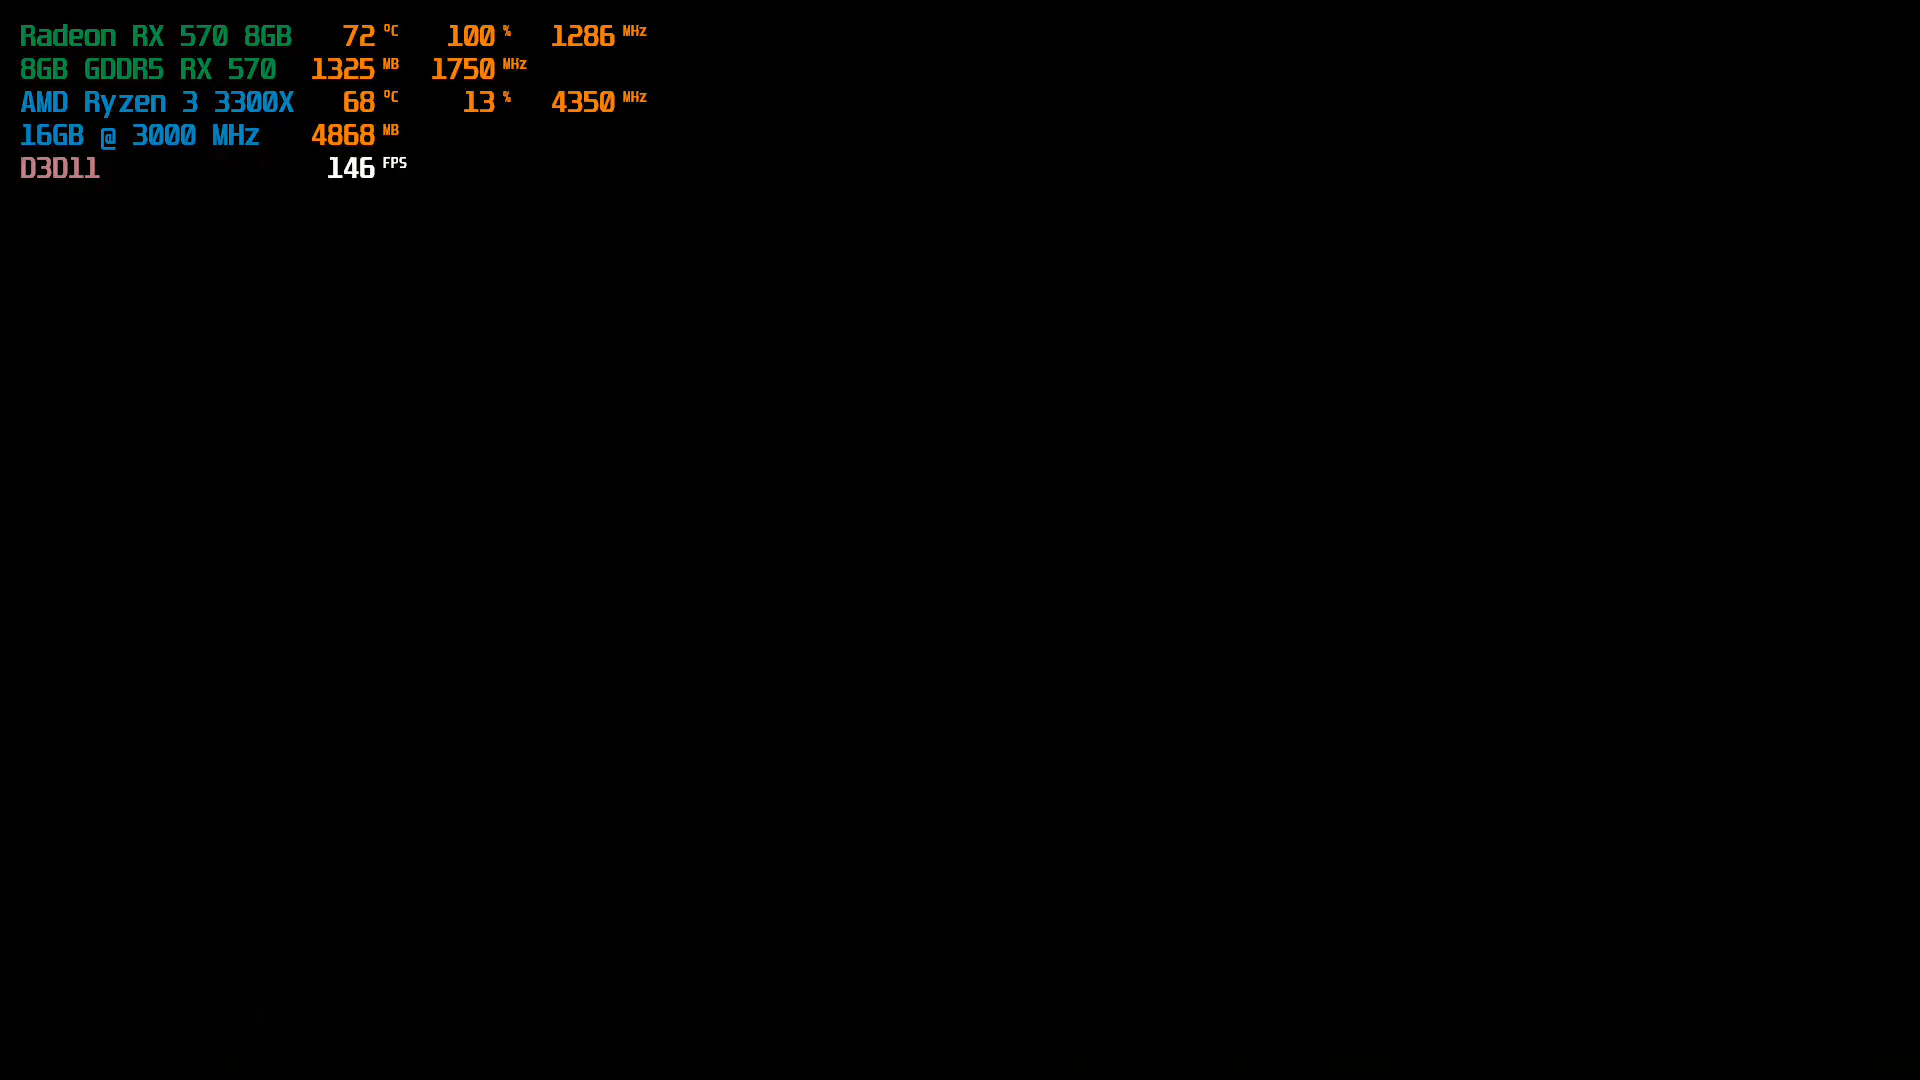 Radeon RX 570 8GB 72 °C 100 % 1286 MHz
8GB GDDR5 RX 570 1325 MB 1750 MHz
AMD Ryzen 3 3300X 68 °C 13 % 4350 MHz
16GB @ 3000 MHz 4868 MB
D3D11 146 FPS